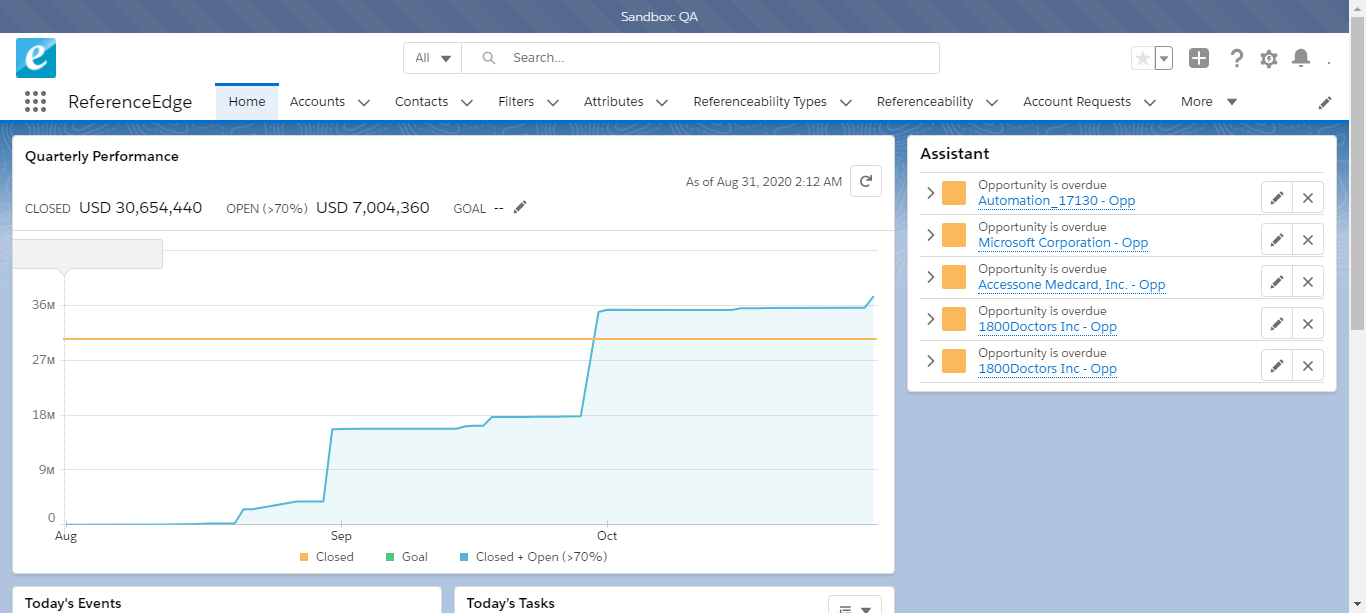 Sandbox: QA
e
All Search...
ReferenceEdge Home Accounts Contacts Filters Attributes Referenceability Types Referenceability Account Requests More
Quarterly Performance
As of Aug 31, 2020 2:12 AM
CLOSED USD 30,654,440 OPEN (>70%) USD 7,004,360 GOAL --
36M
27M
18M
9M
0
Aug Sep Oct
Closed Goal Closed + Open (>70%)
Assistant
Opportunity is overdue
Automation_17130 - Opp
Opportunity is overdue
Microsoft Corporation - Opp
Opportunity is overdue
Accessone Medcard, Inc. - Opp
Opportunity is overdue
1800Doctors Inc - Opp
Opportunity is overdue
1800Doctors Inc - Opp
Today's Events
Today's Tasks